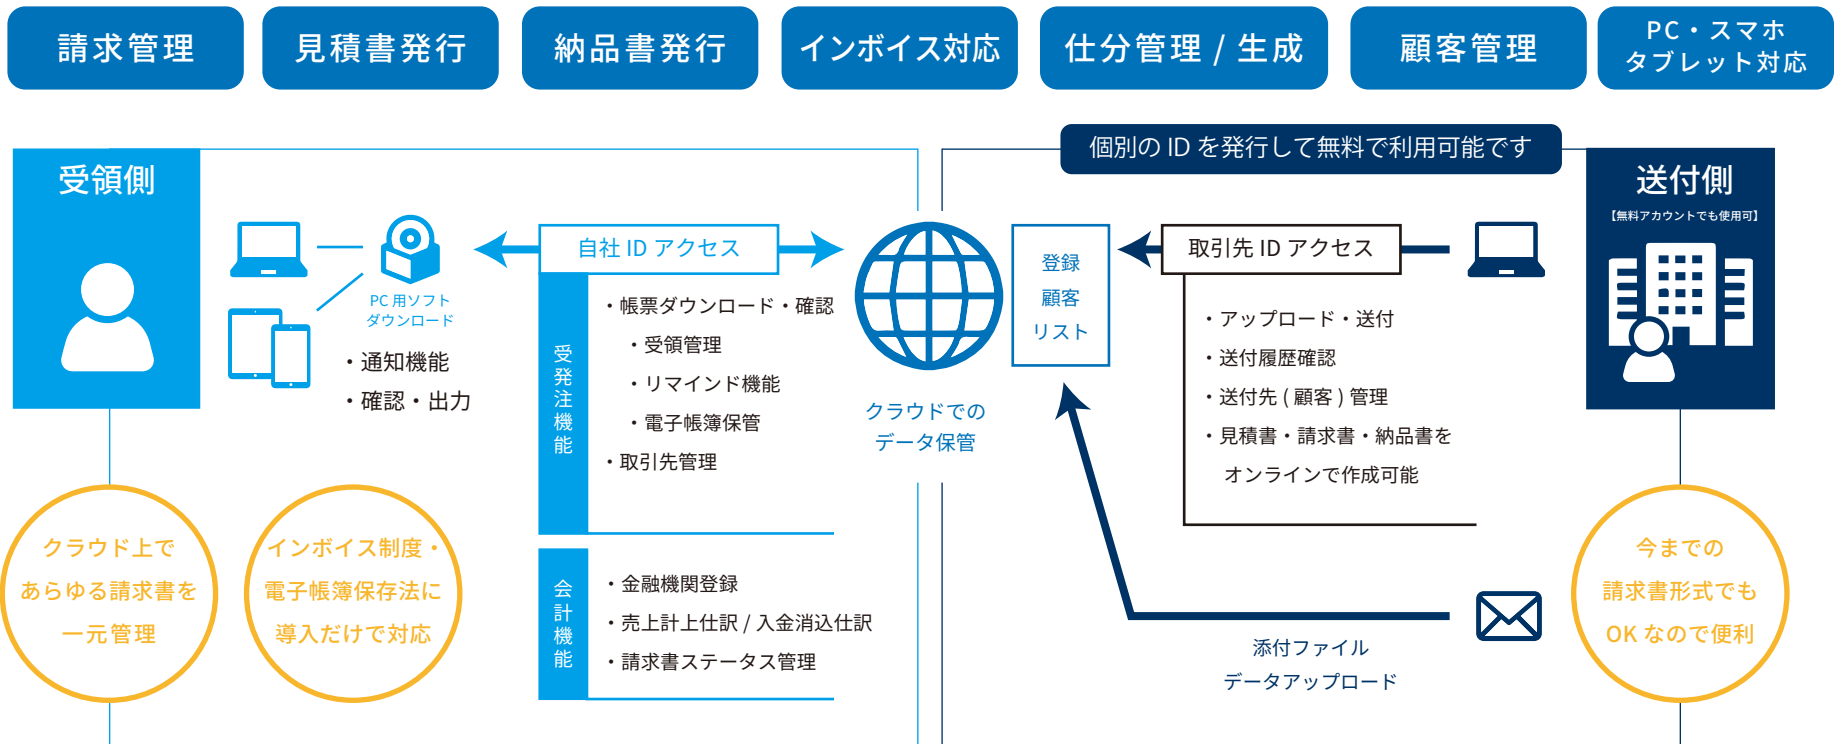 請求管理
見積書発行
納品書発行
インボイス対応
仕分管理 / 生成
顧客管理
PC・スマホ
タブレット対応
個別の ID を発行して無料で利用可能です
受領側
PC 用ソフト
ダウンロード
・通知機能
・確認・出力
自社 ID アクセス
受発注機能
・帳票ダウンロード・確認
・受領管理
・リマインド機能
・電子帳簿保管
・取引先管理
会計機能
・金融機関登録
・売上計上仕訳 / 入金消込仕訳
・請求書ステータス管理
クラウドでの
データ保管
登録
顧客
リスト
取引先 ID アクセス
・アップロード・送付
・送付履歴確認
・送付先 ( 顧客 ) 管理
・見積書・請求書・納品書を
オンラインで作成可能
送付側
【無料アカウントでも使用可】
添付ファイル
データアップロード
クラウド上で
あらゆる請求書を
一元管理
インボイス制度・
電子帳簿保存法に
導入だけで対応
今までの
請求書形式でも
OK なので便利